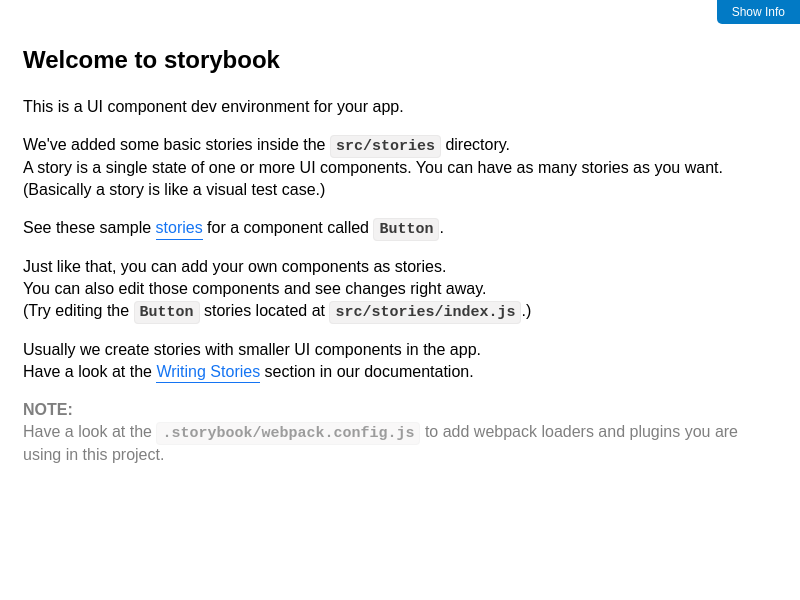 Show Info
Welcome to storybook
This is a UI component dev environment for your app.
We've added some basic stories inside the src/stories directory.
A story is a single state of one or more UI components. You can have as many stories as you want.
(Basically a story is like a visual test case.)
See these sample stories for a component called Button.
Just like that, you can add your own components as stories.
You can also edit those components and see changes right away.
(Try editing the Button stories located at src/stories/index.js.)
Usually we create stories with smaller UI components in the app.
Have a look at the Writing Stories section in our documentation.
NOTE:
Have a look at the .storybook/webpack.config.js to add webpack loaders and plugins you are
using in this project.